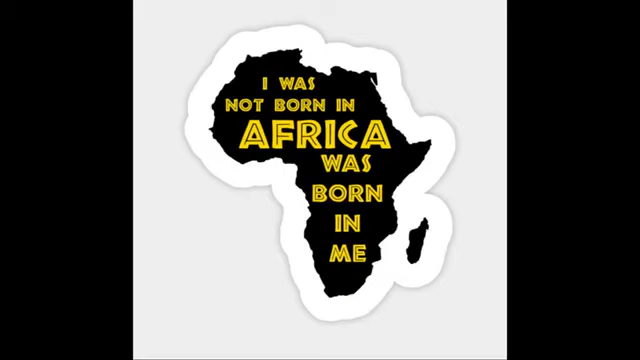 I WAS
NOT BORN IN
AFRICA
WAS
BORN
IN
ME